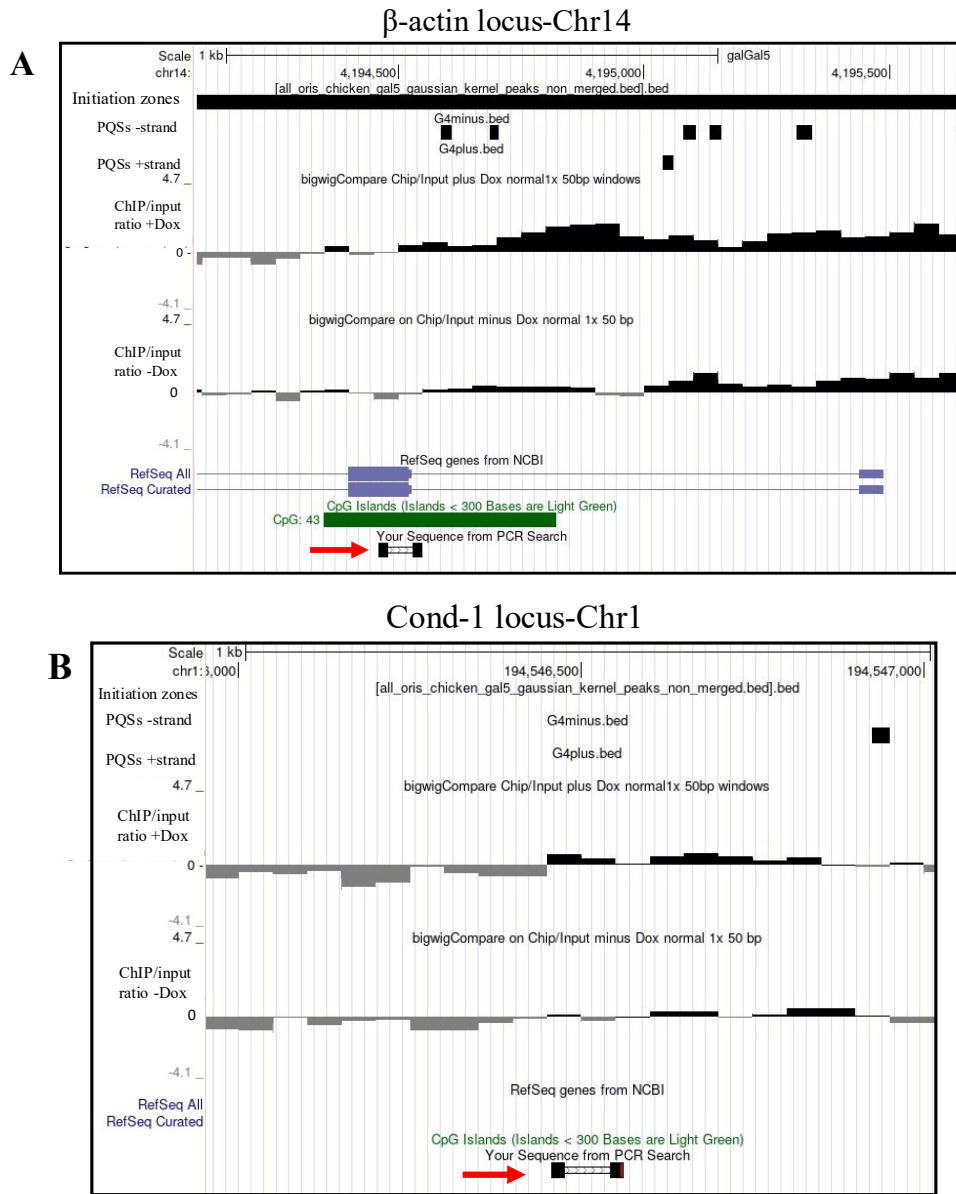 β-actin locus-Chr14
A
Scale 1 kb galGal5
chr14: 4,194,500 4,195,000 4,195,500
[all_oris_chicken_gal5_gaussian_kernel_peaks_non_merged.bed].bed
Initiation zones
G4minus.bed
PQSs -strand
G4plus.bed
PQSs +strand
4.7 _ bigwigCompare Chip/Input plus Dox normal1x 50bp windows
ChIP/input
ratio +Dox
0 -
-4.1 _
4.7 _ bigwigCompare on Chip/Input minus Dox normal 1x 50 bp
ChIP/input
ratio -Dox
0
-4.1 _
RefSeq genes from NCBI
RefSeq All
RefSeq Curated
CpG Islands (Islands < 300 Bases are Light Green)
CpG: 43
Your Sequence from PCR Search
Cond-1 locus-Chr1
B
Scale 1 kb
chr1: 6,000 194,546,500 194,547,000
Initiation zones [all_oris_chicken_gal5_gaussian_kernel_peaks_non_merged.bed].bed
PQSs -strand G4minus.bed
PQSs +strand G4plus.bed
4.7 _ bigwigCompare Chip/Input plus Dox normal1x 50bp windows
ChIP/input
ratio +Dox
0 -
-4.1 _
4.7 _ bigwigCompare on Chip/Input minus Dox normal 1x 50 bp
ChIP/input
ratio -Dox
0
-4.1 _
RefSeq genes from NCBI
RefSeq All
RefSeq Curated
CpG Islands (Islands < 300 Bases are Light Green)
Your Sequence from PCR Search